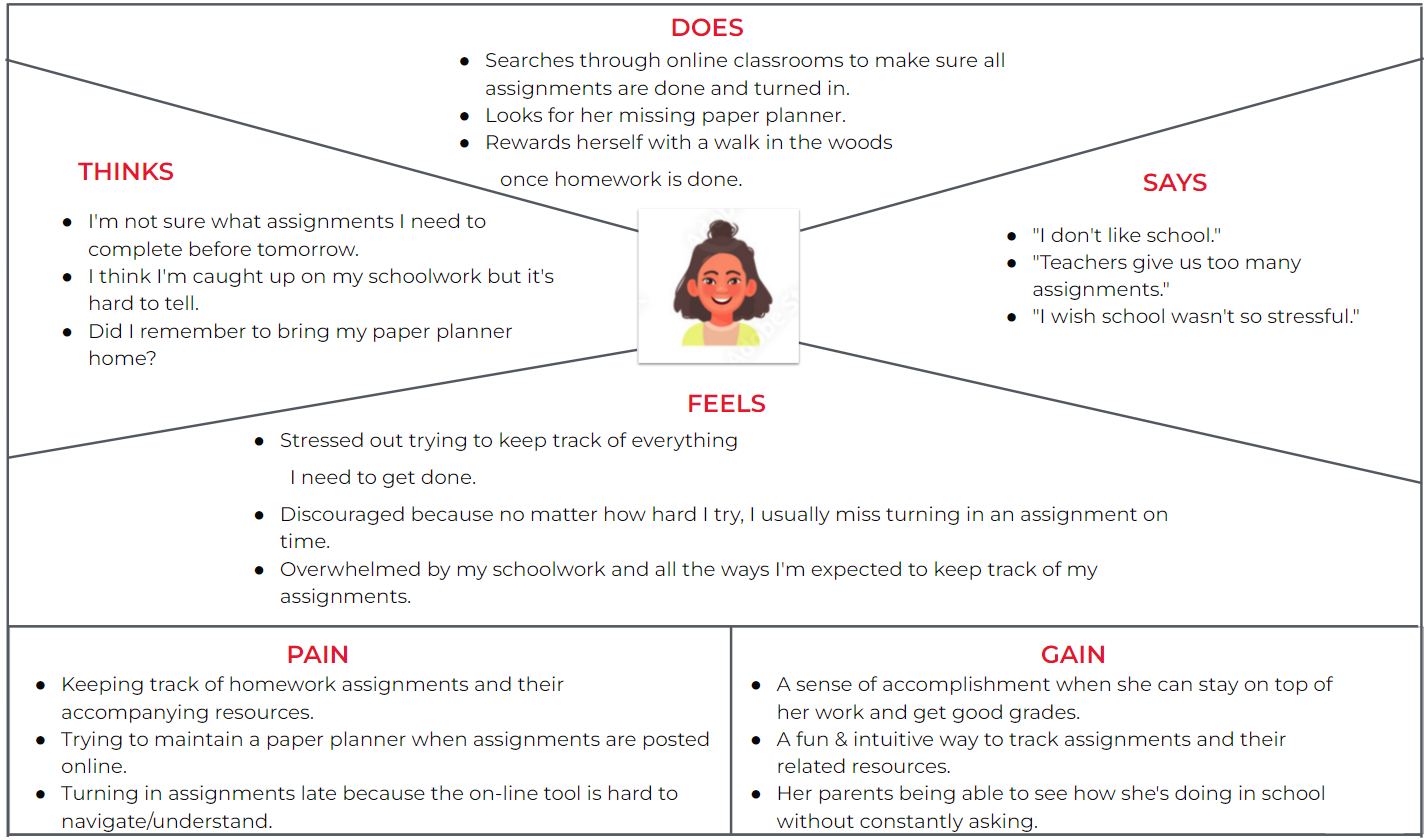 DOES
● Searches through online classrooms to make sure all
assignments are done and turned in.
● Looks for her missing paper planner.
● Rewards herself with a walk in the woods
once homework is done.
THINKS
● I'm not sure what assignments I need to
complete before tomorrow.
● I think I'm caught up on my schoolwork but it's
hard to tell.
● Did I remember to bring my paper planner
home?
SAYS
● "I don't like school."
● "Teachers give us too many
assignments."
● "I wish school wasn't so stressful."
FEELS
● Stressed out trying to keep track of everything
I need to get done.
● Discouraged because no matter how hard I try, I usually miss turning in an assignment on
time.
● Overwhelmed by my schoolwork and all the ways I'm expected to keep track of my
assignments.
PAIN
● Keeping track of homework assignments and their
accompanying resources.
● Trying to maintain a paper planner when assignments are posted
online.
● Turning in assignments late because the on-line tool is hard to
navigate/understand.
GAIN
● A sense of accomplishment when she can stay on top of
her work and get good grades.
● A fun & intuitive way to track assignments and their
related resources.
● Her parents being able to see how she's doing in school
without constantly asking.